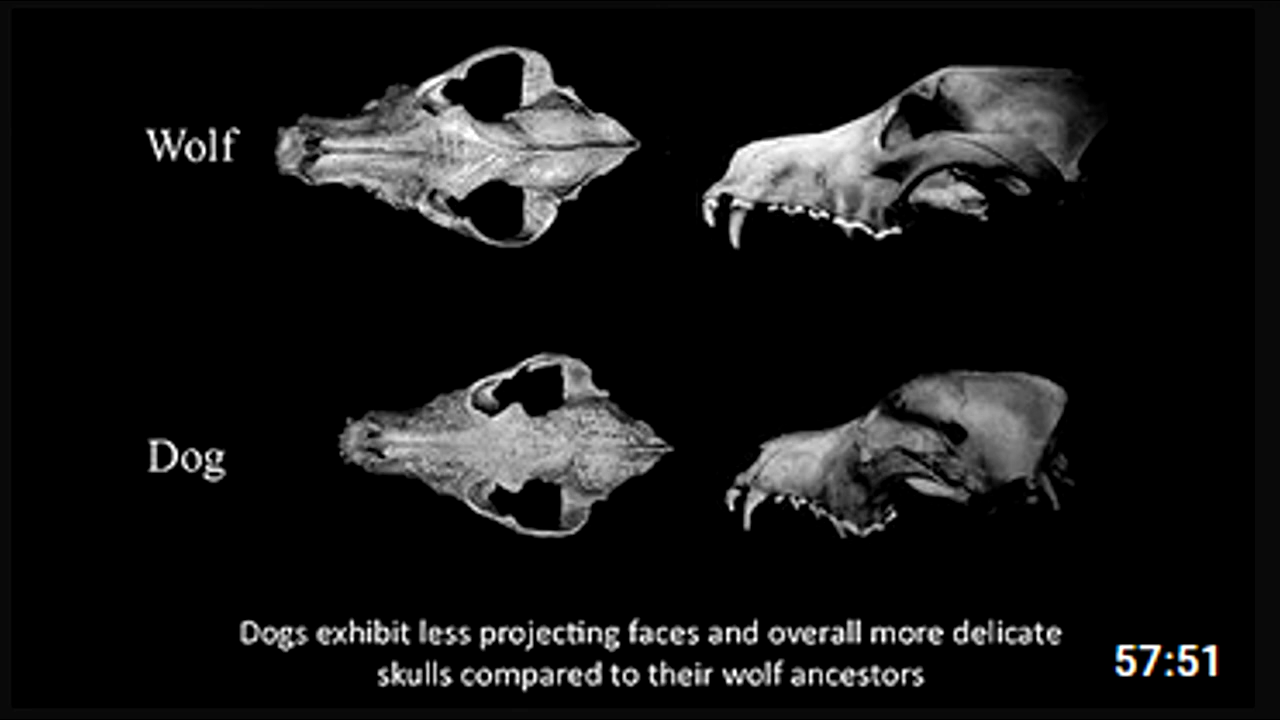 Wolf
Dog
Dogs exhibit less projecting faces and overall more delicate
skulls compared to their wolf ancestors
57:51